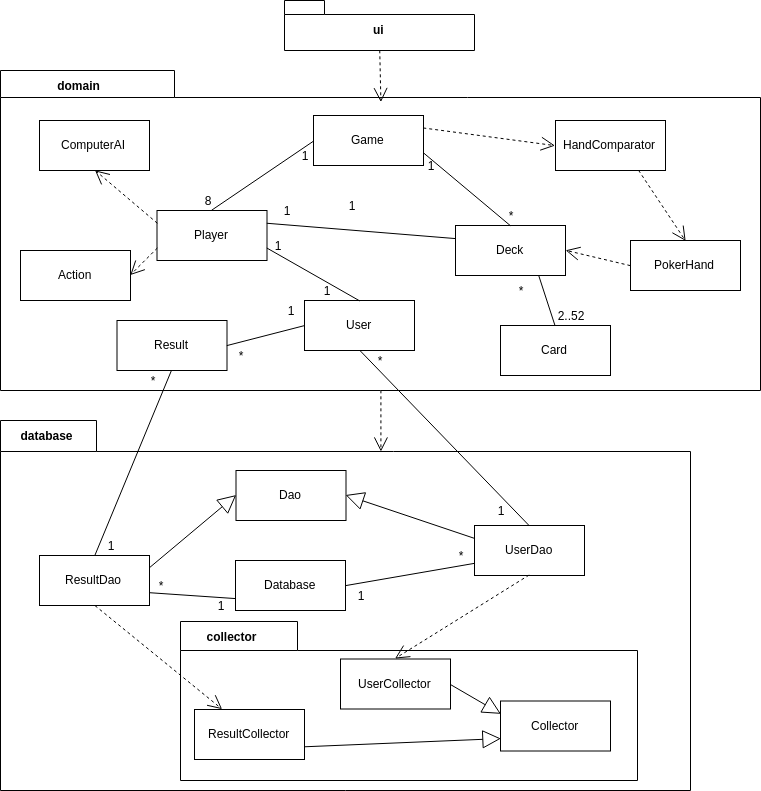 ui
domain
ComputerAI
Game
HandComparator
1
1
8
1
1
*
Player
Deck
1
PokerHand
Action
1
*
1
2..52
User
Result
*
Card
*
*
database
Dao
1
UserDao
1
*
ResultDao
*
Database
1
1
collector
UserCollector
Collector
ResultCollector